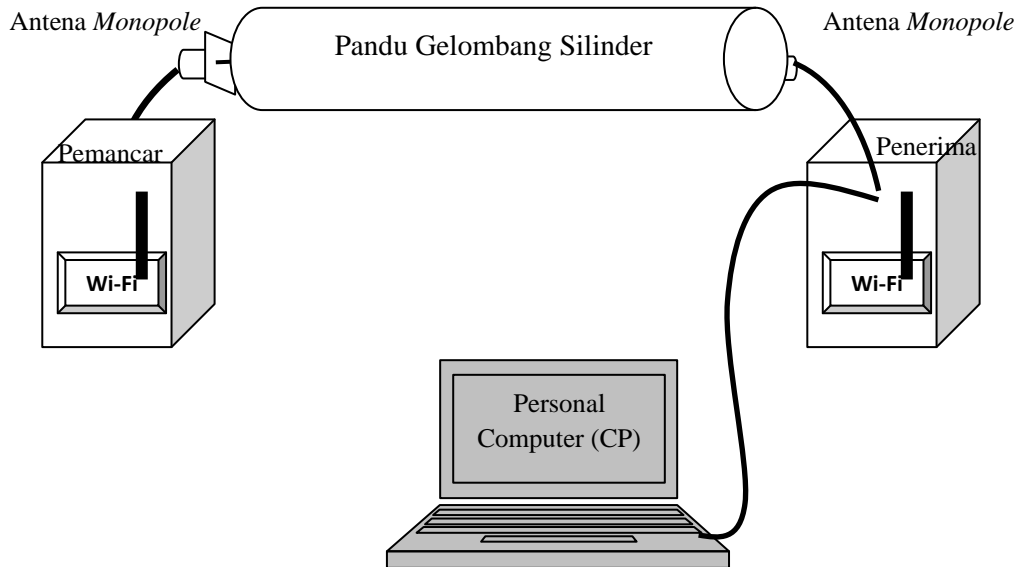 Antena Monopole
Pandu Gelombang Silinder
Antena Monopole
Pemancar
Penerima
Wi-Fi
Wi-Fi
Personal
Computer (CP)